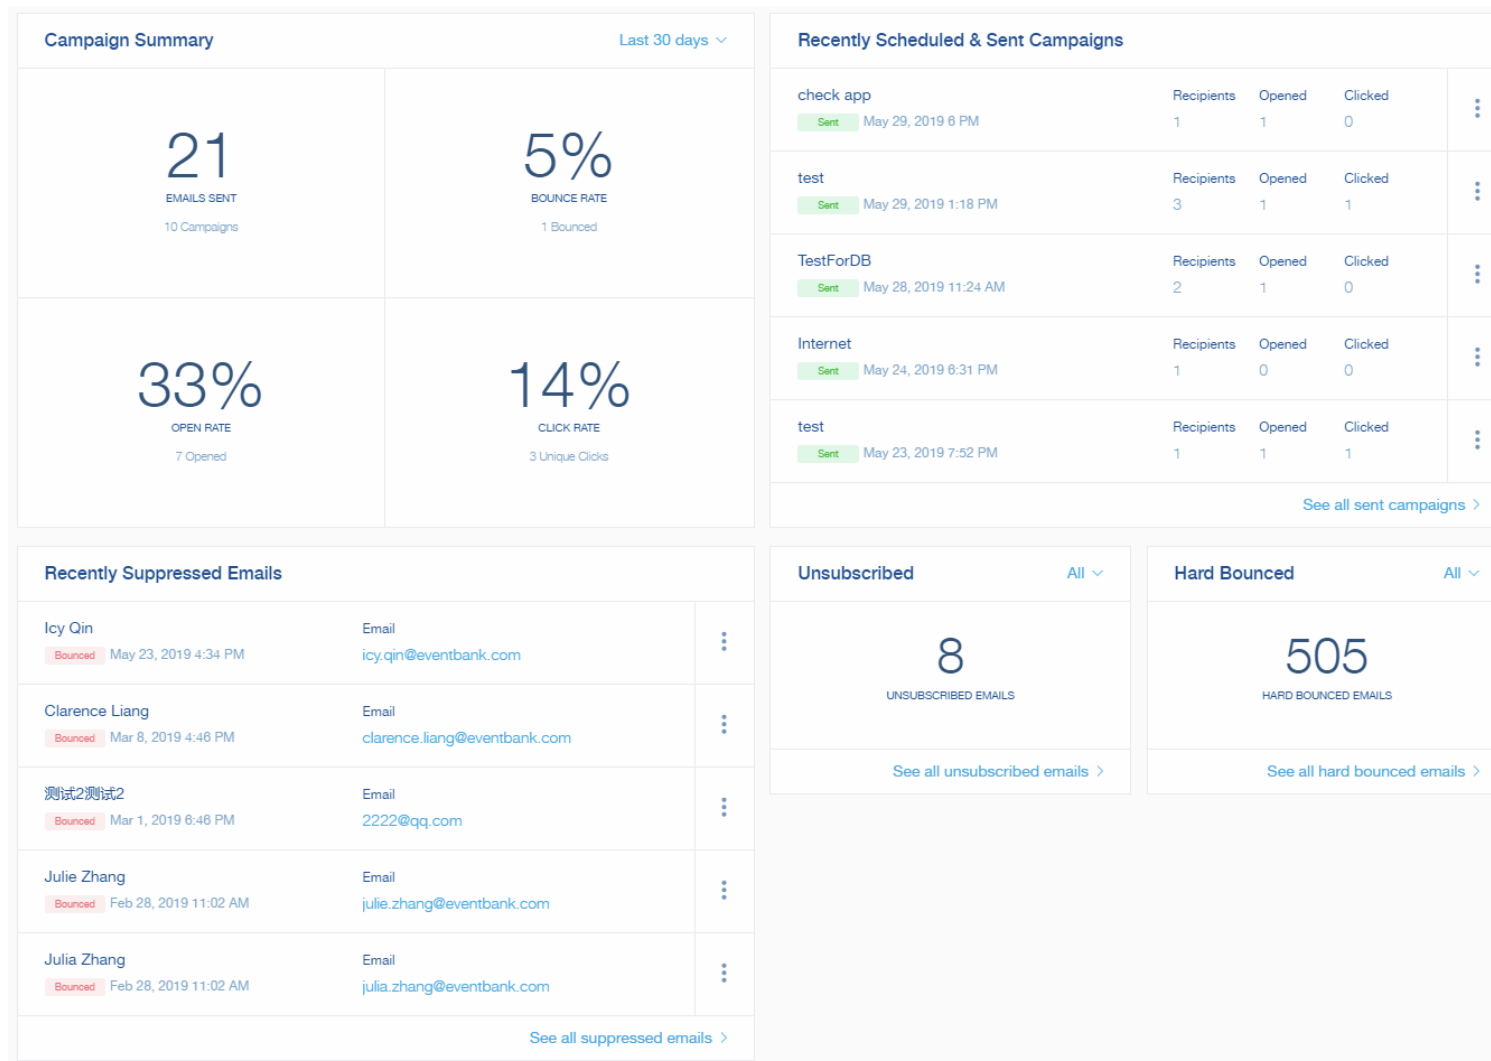 Campaign Summary
Last 30 days
21
EMAILS SENT
10 Campaigns
5%
BOUNCE RATE
1 Bounced
33%
OPEN RATE
7 Opened
14%
CLICK RATE
3 Unique Clicks
Recently Scheduled & Sent Campaigns
check app
Recipients Opened Clicked
Sent May 29, 2019 6 PM
1 1 0
test
Recipients Opened Clicked
Sent May 29, 2019 1:18 PM
3 1 1
TestForDB
Recipients Opened Clicked
Sent May 28, 2019 11:24 AM
2 1 0
Internet
Recipients Opened Clicked
Sent May 24, 2019 6:31 PM
1 0 0
test
Recipients Opened Clicked
Sent May 23, 2019 7:52 PM
1 1 1
See all sent campaigns
Recently Suppressed Emails
Icy Qin Email
Bounced May 23, 2019 4:34 PM icy.qin@eventbank.com
Clarence Liang Email
Bounced Mar 8, 2019 4:46 PM clarence.liang@eventbank.com
测试2测试2 Email
Bounced Mar 1, 2019 6:46 PM 2222@qq.com
Julie Zhang Email
Bounced Feb 28, 2019 11:02 AM julie.zhang@eventbank.com
Julia Zhang Email
Bounced Feb 28, 2019 11:02 AM julia.zhang@eventbank.com
See all suppressed emails
Unsubscribed
All
8
UNSUBSCRIBED EMAILS
See all unsubscribed emails
Hard Bounced
All
505
HARD BOUNCED EMAILS
See all hard bounced emails